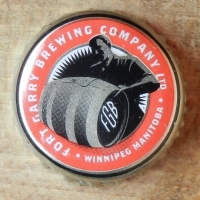 FORT GARRY BREWING COMPANY LTD.
FGB
• WINNIPEG MANITOBA •